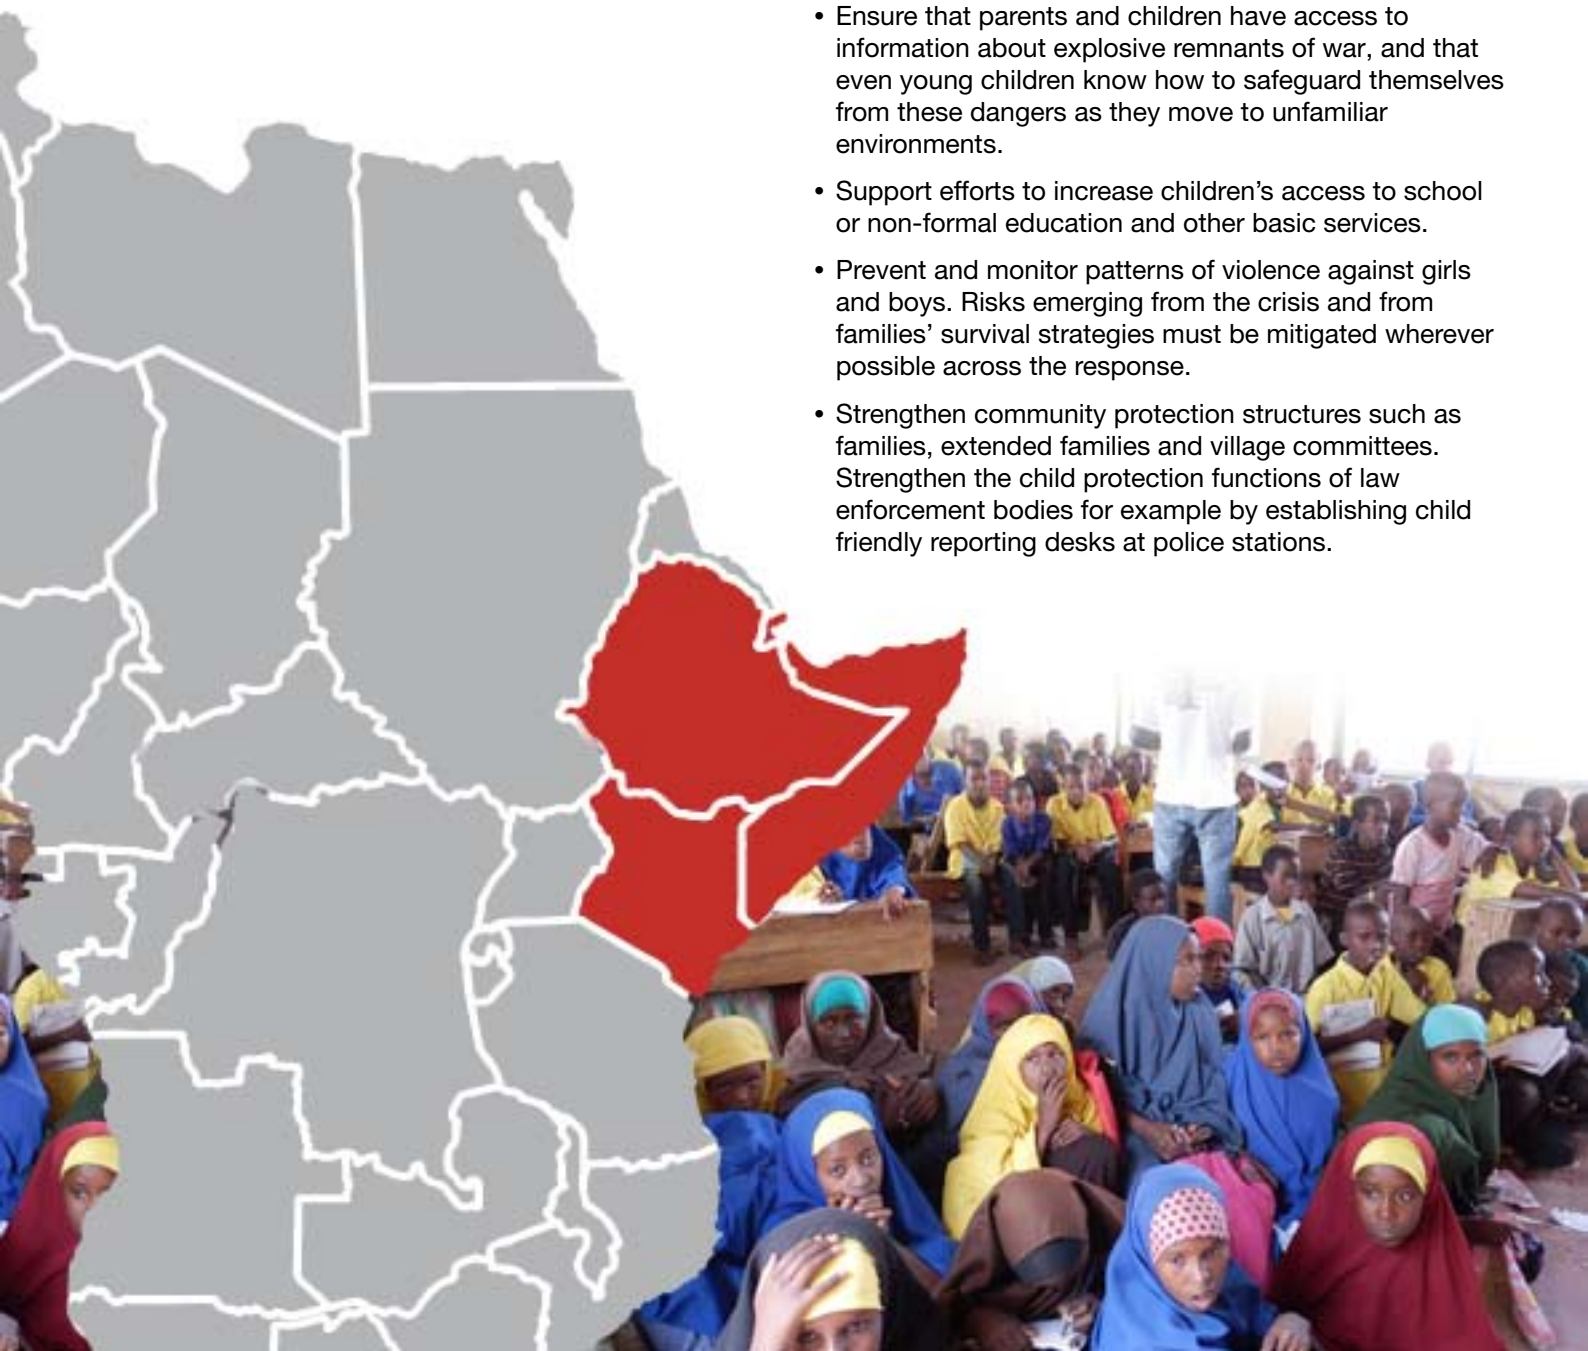 • Ensure that parents and children have access to
information about explosive remnants of war, and that
even young children know how to safeguard themselves
from these dangers as they move to unfamiliar
environments.
• Support efforts to increase children’s access to school
or non-formal education and other basic services.
• Prevent and monitor patterns of violence against girls
and boys. Risks emerging from the crisis and from
families’ survival strategies must be mitigated wherever
possible across the response.
• Strengthen community protection structures such as
families, extended families and village committees.
Strengthen the child protection functions of law
enforcement bodies for example by establishing child
friendly reporting desks at police stations.